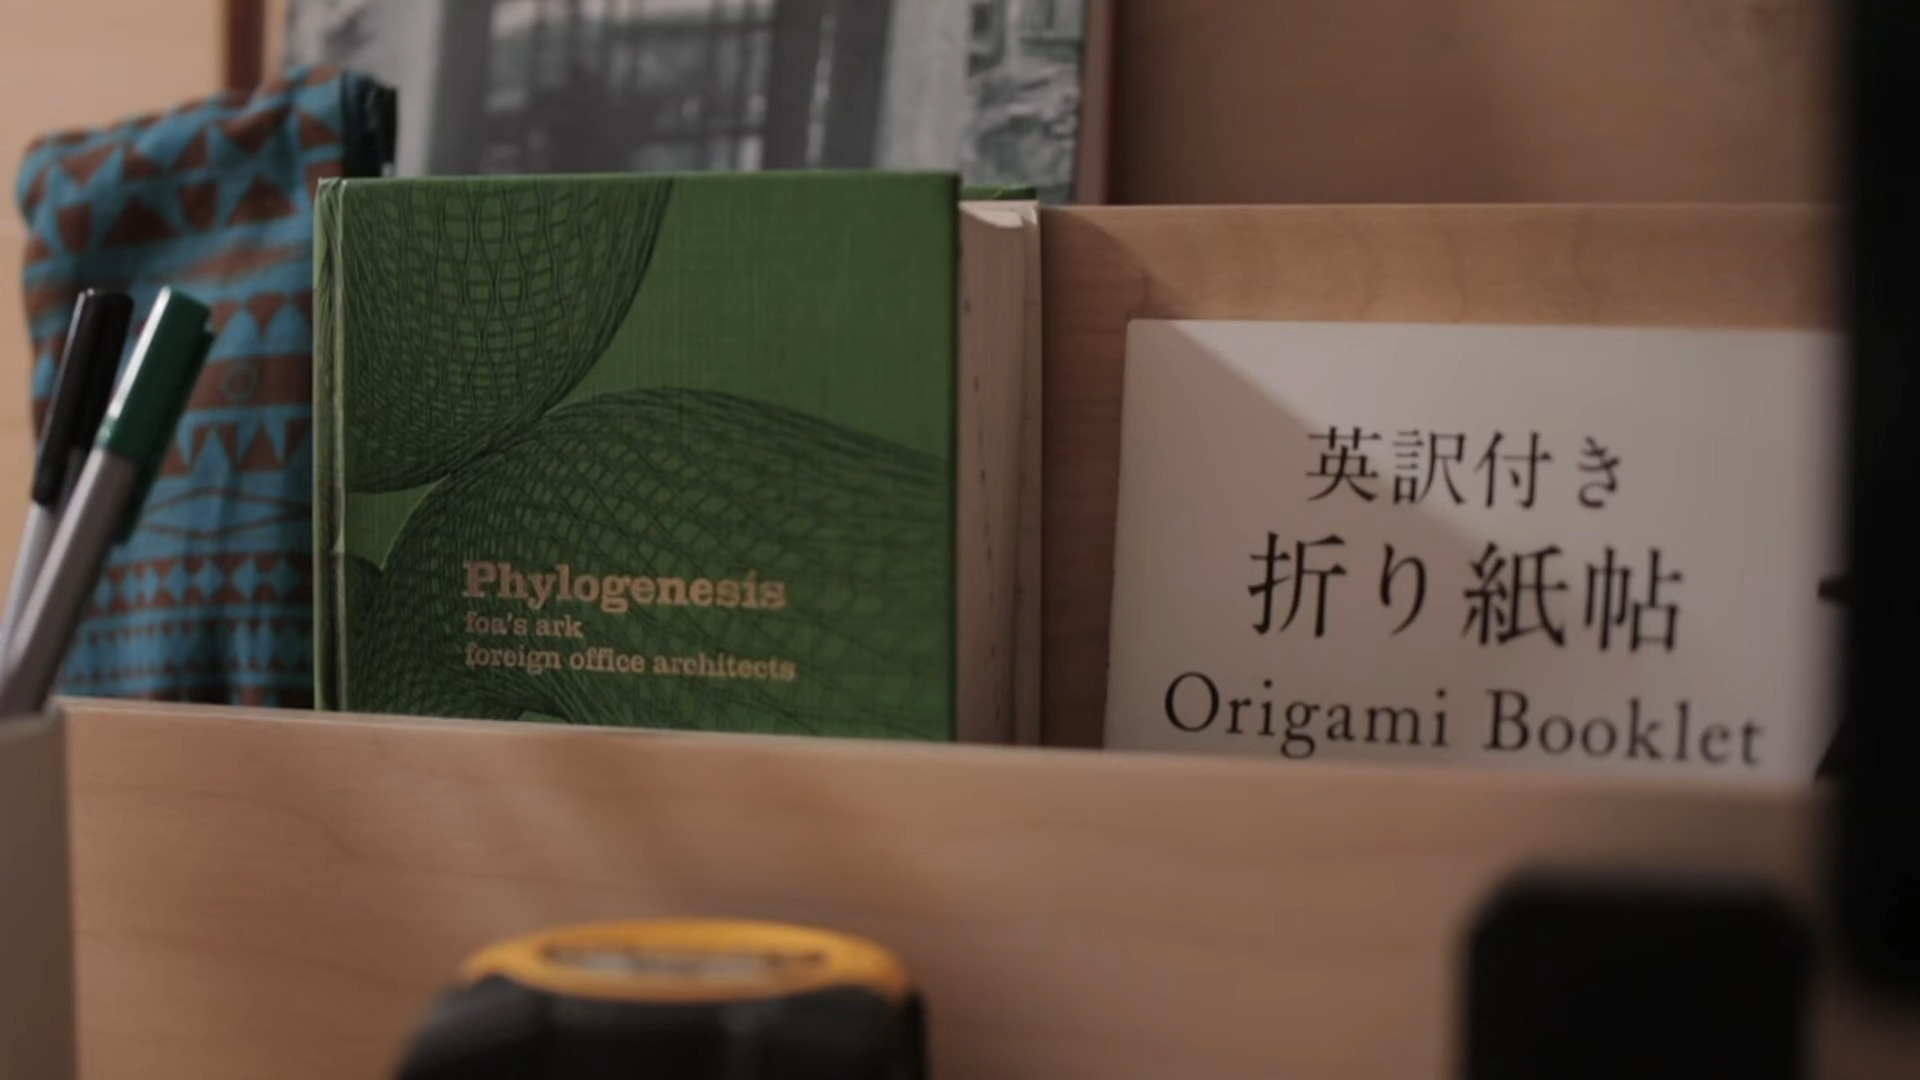 Phylogenesis
foa's ark
foreign office architects
英訳付き
折り紙帖
Origami Booklet